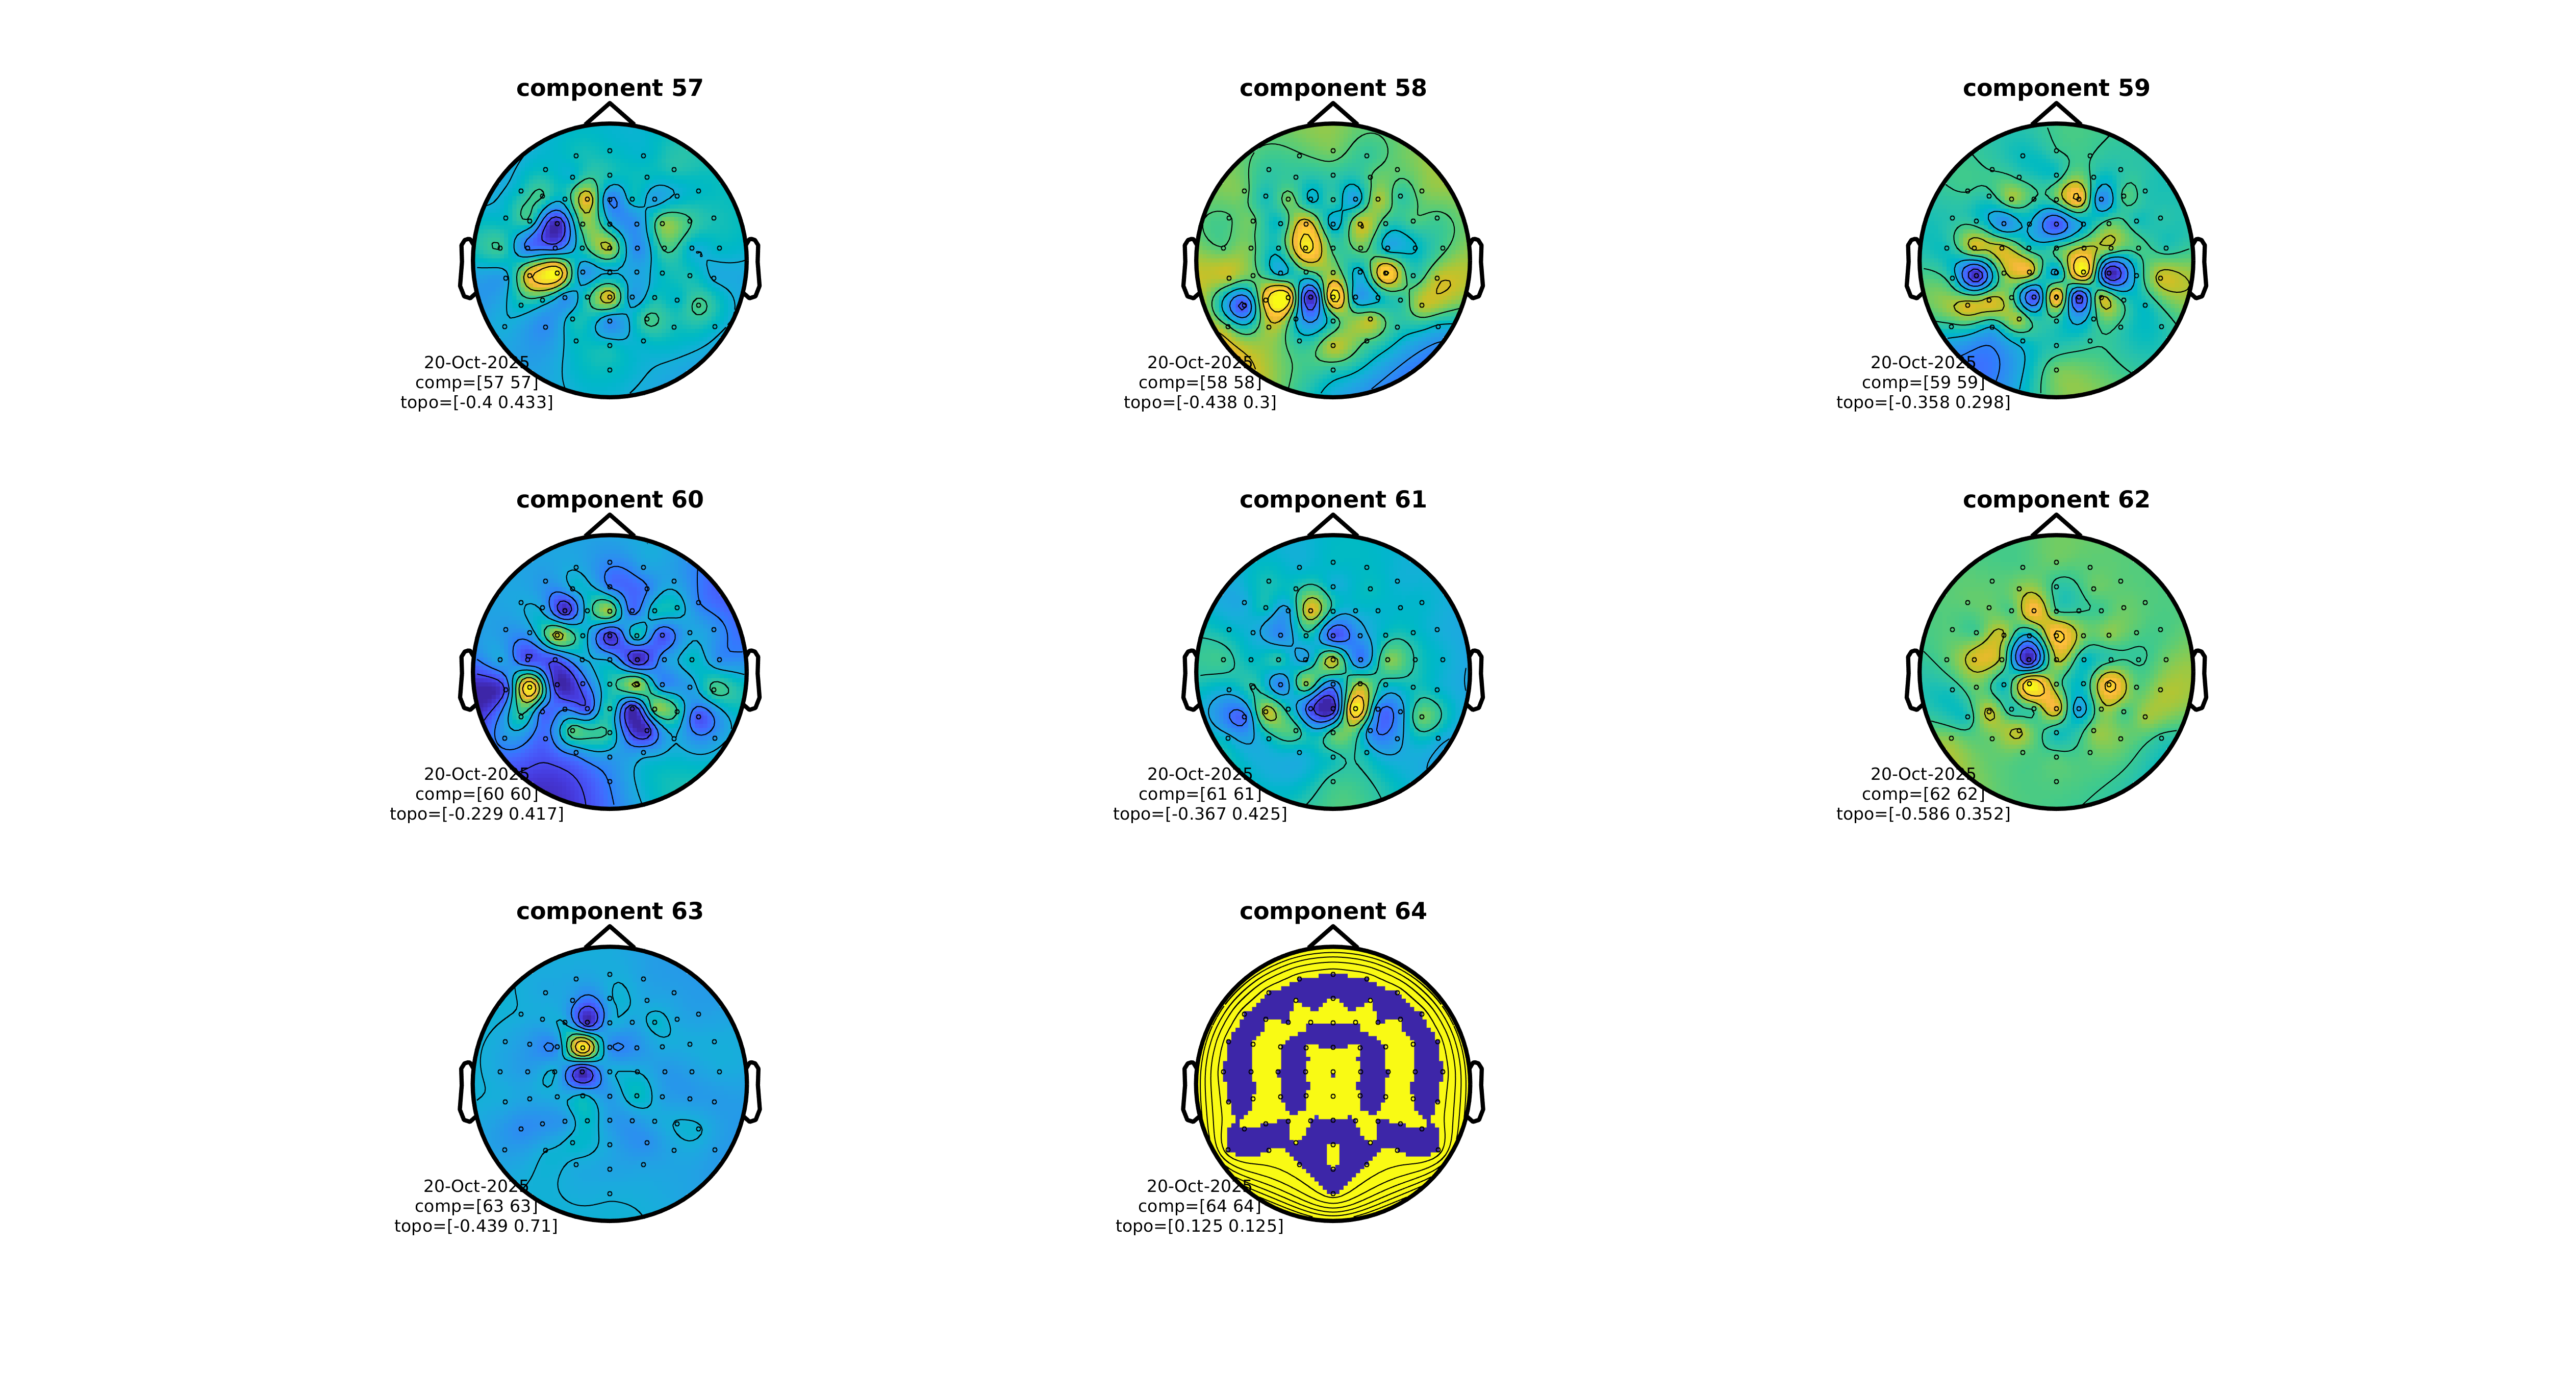 component 57
20-Oct-2025
comp=[57 57]
topo=[-0.4 0.433]
component 58
20-Oct-2025
comp=[58 58]
topo=[-0.438 0.3]
component 59
20-Oct-2025
comp=[59 59]
topo=[-0.358 0.298]
component 60
20-Oct-2025
comp=[60 60]
topo=[-0.229 0.417]
component 61
20-Oct-2025
comp=[61 61]
topo=[-0.367 0.425]
component 62
20-Oct-2025
comp=[62 62]
topo=[-0.586 0.352]
component 63
20-Oct-2025
comp=[63 63]
topo=[-0.439 0.71]
component 64
20-Oct-2025
comp=[64 64]
topo=[0.125 0.125]